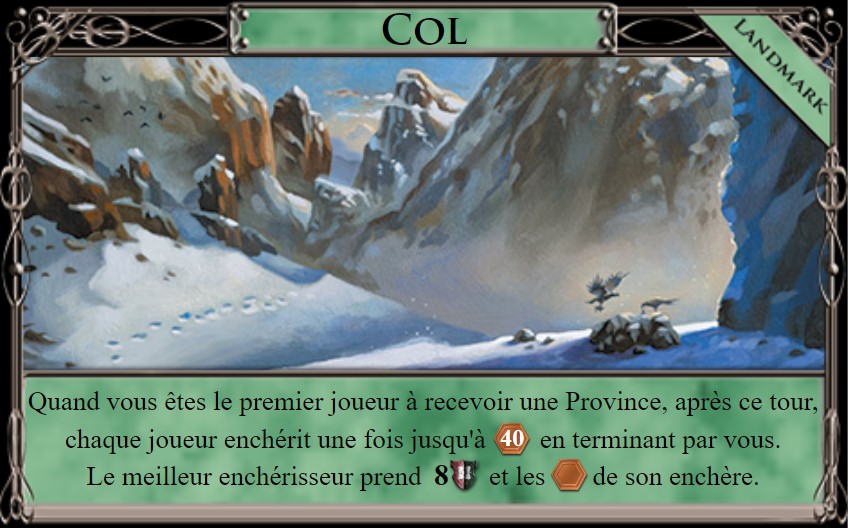 COL
LANDMARK
Quand vous êtes le premier joueur à recevoir une Province, après ce tour,
chaque joueur enchérit une fois jusqu'à 40 en terminant par vous.
Le meilleur enchérisseur prend 8 et les de son enchère.